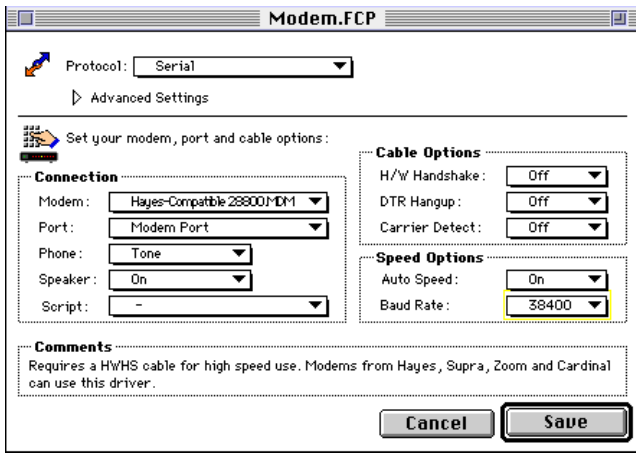 Modem.FCP
Protocol: Serial
Advanced Settings
Set your modem, port and cable options:
Connection
Modem: Hayes-Compatible 28800.MDM
Port: Modem Port
Phone: Tone
Speaker: On
Script: -
Cable Options
H/W Handshake: Off
DTR Hangup: Off
Carrier Detect: Off
Speed Options
Auto Speed: On
Baud Rate: 38400
Comments
Requires a HWHS cable for high speed use. Modems from Hayes, Supra, Zoom and Cardinal
can use this driver.
Cancel Save